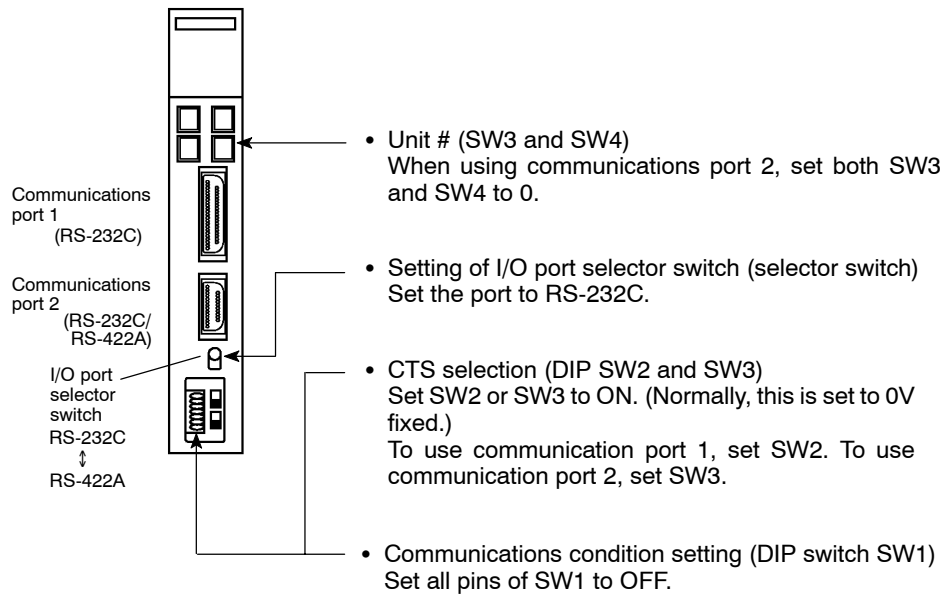 Communications
port 1
(RS-232C)
Communications
port 2
(RS-232C/
RS-422A)
I/O port
selector
switch
RS-232C
⇕
RS-422A
• Unit # (SW3 and SW4)
When using communications port 2, set both SW3
and SW4 to 0.
• Setting of I/O port selector switch (selector switch)
Set the port to RS-232C.
• CTS selection (DIP SW2 and SW3)
Set SW2 or SW3 to ON. (Normally, this is set to 0V
fixed.)
To use communication port 1, set SW2. To use
communication port 2, set SW3.
• Communications condition setting (DIP switch SW1)
Set all pins of SW1 to OFF.